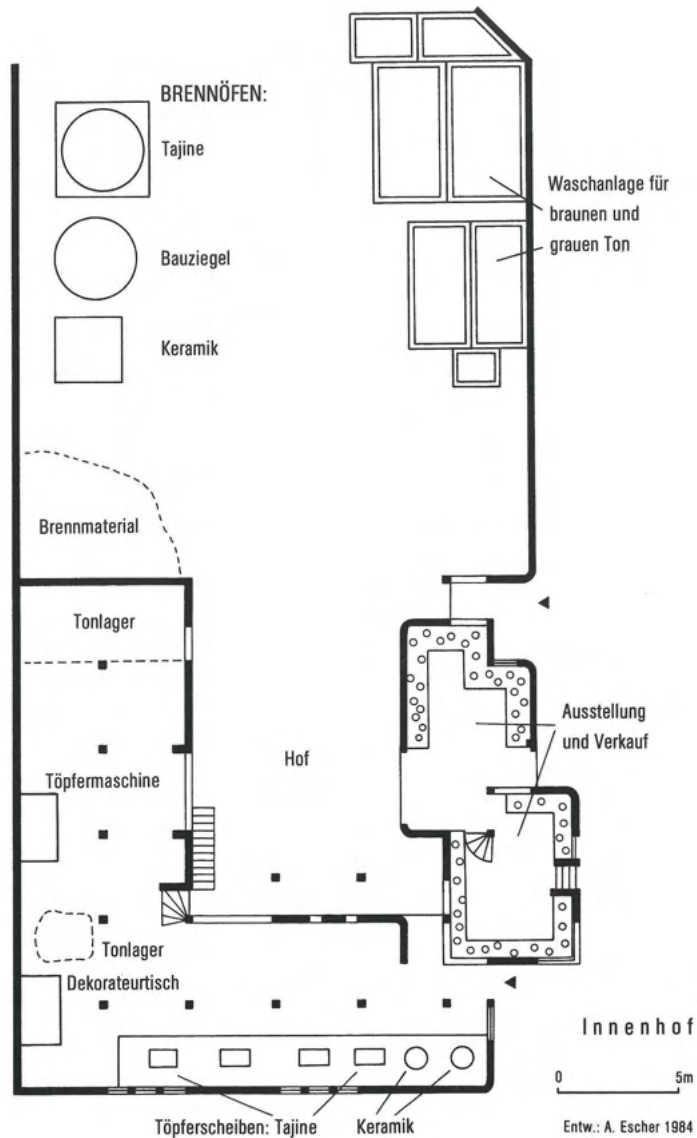 BRENNÖFEN:
Tajine
Bauziegel
Keramik
Waschanlage für
braunen und
grauen Ton
Brennmaterial
Tonlager
Töpfermaschine
Hof
Ausstellung
und Verkauf
Tonlager
Dekorateurtisch
Innenhof
0 5m
Töpferscheiben: Tajine Keramik
Entw.: A. Escher 1984